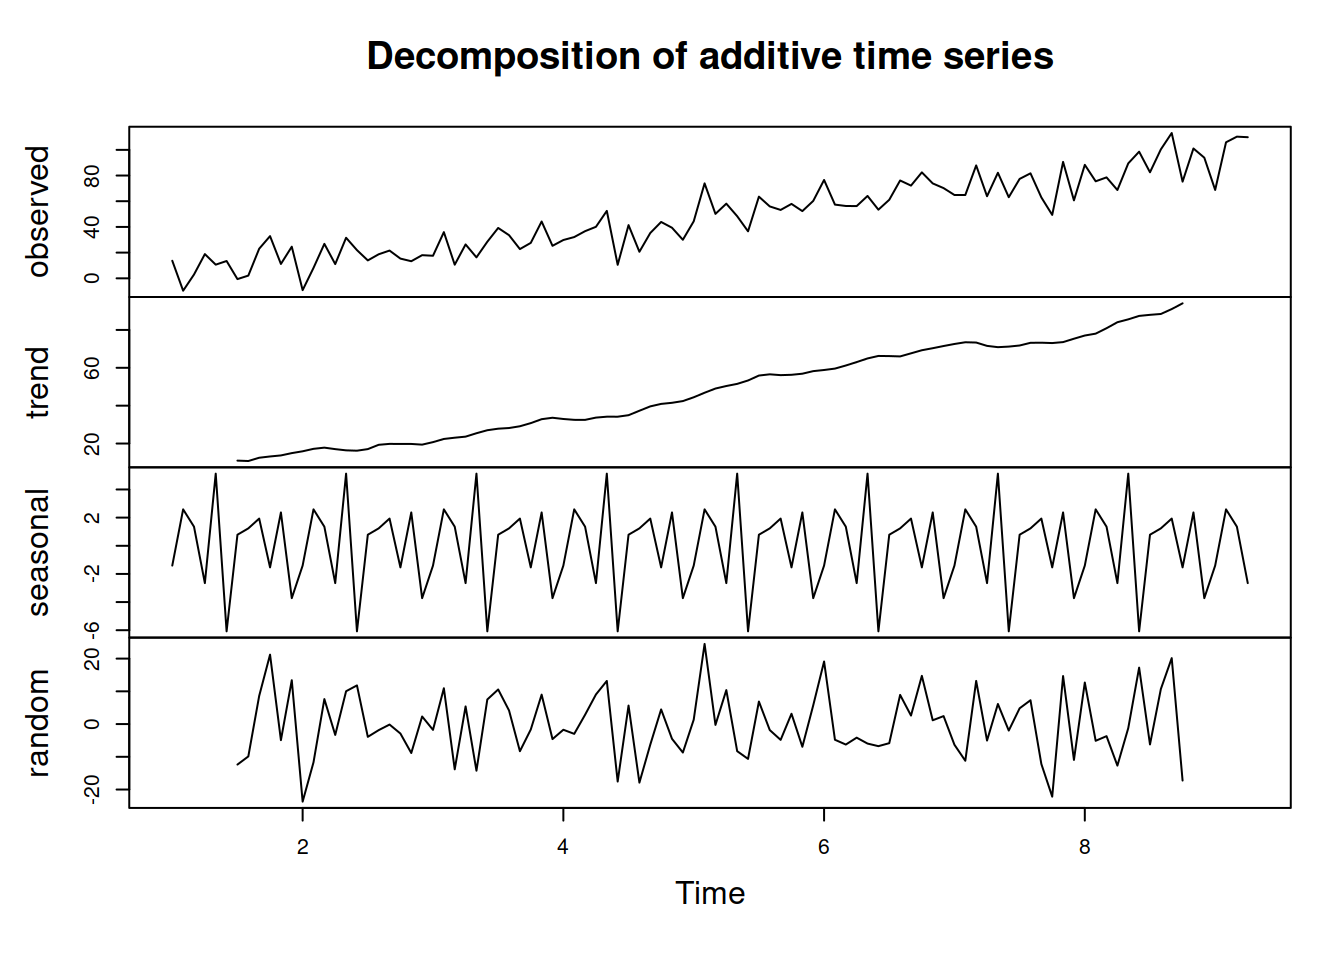 Decomposition of additive time series
observed
0 40 80
trend
20 60
seasonal
-6 -2 2
random
-20 0 20
2 4 6 8
Time